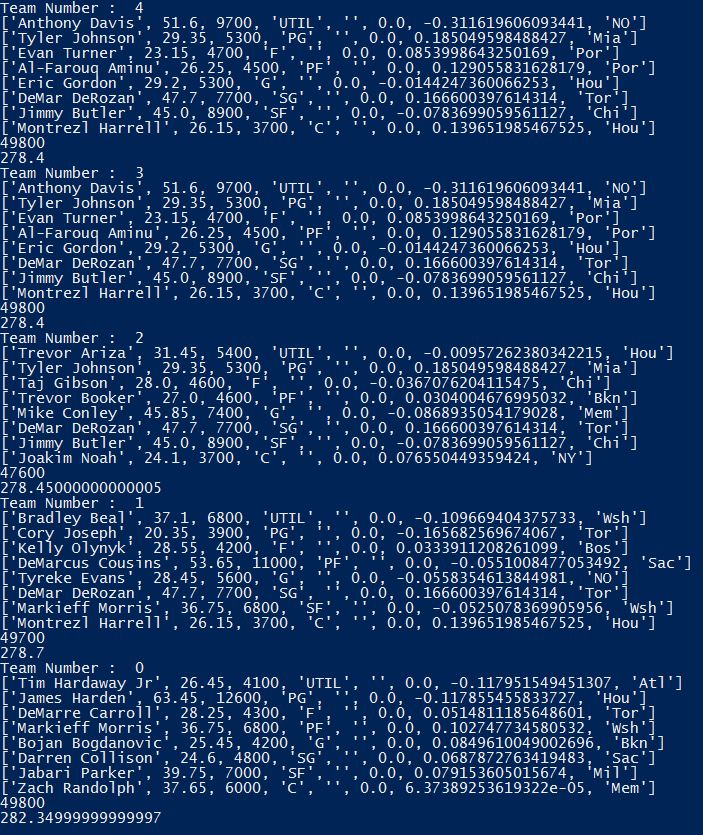 Team Number :  4
['Anthony Davis', 51.6, 9700, 'UTIL', '', 0.0, -0.311619606093441, 'NO']
['Tyler Johnson', 29.35, 5300, 'PG', '', 0.0, 0.185049598488427, 'Mia']
['Evan Turner', 23.15, 4700, 'F', '', 0.0, 0.0853998643250169, 'Por']
['Al-Farouq Aminu', 26.25, 4500, 'PF', '', 0.0, 0.129055831628179, 'Por']
['Eric Gordon', 29.2, 5300, 'G', '', 0.0, -0.0144247360066253, 'Hou']
['DeMar DeRozan', 47.7, 7700, 'SG', '', 0.0, 0.166600397614314, 'Tor']
['Jimmy Butler', 45.0, 8900, 'SF', '', 0.0, -0.0783699059561127, 'Chi']
['Montrezl Harrell', 26.15, 3700, 'C', '', 0.0, 0.139651985467525, 'Hou']
49800
278.4
Team Number :  3
['Anthony Davis', 51.6, 9700, 'UTIL', '', 0.0, -0.311619606093441, 'NO']
['Tyler Johnson', 29.35, 5300, 'PG', '', 0.0, 0.185049598488427, 'Mia']
['Evan Turner', 23.15, 4700, 'F', '', 0.0, 0.0853998643250169, 'Por']
['Al-Farouq Aminu', 26.25, 4500, 'PF', '', 0.0, 0.129055831628179, 'Por']
['Eric Gordon', 29.2, 5300, 'G', '', 0.0, -0.0144247360066253, 'Hou']
['DeMar DeRozan', 47.7, 7700, 'SG', '', 0.0, 0.166600397614314, 'Tor']
['Jimmy Butler', 45.0, 8900, 'SF', '', 0.0, -0.0783699059561127, 'Chi']
['Montrezl Harrell', 26.15, 3700, 'C', '', 0.0, 0.139651985467525, 'Hou']
49800
278.4
Team Number :  2
['Trevor Ariza', 31.45, 5400, 'UTIL', '', 0.0, -0.00957262380342215, 'Hou']
['Tyler Johnson', 29.35, 5300, 'PG', '', 0.0, 0.185049598488427, 'Mia']
['Taj Gibson', 28.0, 4600, 'F', '', 0.0, -0.0367076204115475, 'Chi']
['Trevor Booker', 27.0, 4600, 'PF', '', 0.0, 0.0304004676995032, 'Bkn']
['Mike Conley', 45.85, 7400, 'G', '', 0.0, -0.0868935054179028, 'Mem']
['DeMar DeRozan', 47.7, 7700, 'SG', '', 0.0, 0.166600397614314, 'Tor']
['Jimmy Butler', 45.0, 8900, 'SF', '', 0.0, -0.0783699059561127, 'Chi']
['Joakim Noah', 24.1, 3700, 'C', '', 0.0, 0.076550449359424, 'NY']
47600
278.45000000000005
Team Number :  1
['Bradley Beal', 37.1, 6800, 'UTIL', '', 0.0, -0.109669404375733, 'Wsh']
['Cory Joseph', 20.35, 3900, 'PG', '', 0.0, -0.165682569674067, 'Tor']
['Kelly Olynyk', 28.55, 4200, 'F', '', 0.0, 0.0333911208261099, 'Bos']
['DeMarcus Cousins', 53.65, 11000, 'PF', '', 0.0, -0.0551008477053492, 'Sac']
['Tyreke Evans', 28.45, 5600, 'G', '', 0.0, -0.0558354613844981, 'NO']
['DeMar DeRozan', 47.7, 7700, 'SG', '', 0.0, 0.166600397614314, 'Tor']
['Markieff Morris', 36.75, 6800, 'SF', '', 0.0, -0.0525078369905956, 'Wsh']
['Montrezl Harrell', 26.15, 3700, 'C', '', 0.0, 0.139651985467525, 'Hou']
49700
278.7
Team Number :  0
['Tim Hardaway Jr', 26.45, 4100, 'UTIL', '', 0.0, -0.117951549451307, 'Atl']
['James Harden', 63.45, 12600, 'PG', '', 0.0, -0.117855455833727, 'Hou']
['DeMarre Carroll', 28.25, 4300, 'F', '', 0.0, 0.0514811185648601, 'Tor']
['Markieff Morris', 36.75, 6800, 'PF', '', 0.0, 0.102747734580532, 'Wsh']
['Bojan Bogdanovic', 25.45, 4200, 'G', '', 0.0, 0.0849610049002696, 'Bkn']
['Darren Collison', 24.6, 4800, 'SG', '', 0.0, 0.0687872763419483, 'Sac']
['Jabari Parker', 39.75, 7000, 'SF', '', 0.0, 0.079153605015674, 'Mil']
['Zach Randolph', 37.65, 6000, 'C', '', 0.0, 6.37389253619322e-05, 'Mem']
49800
282.34999999999997